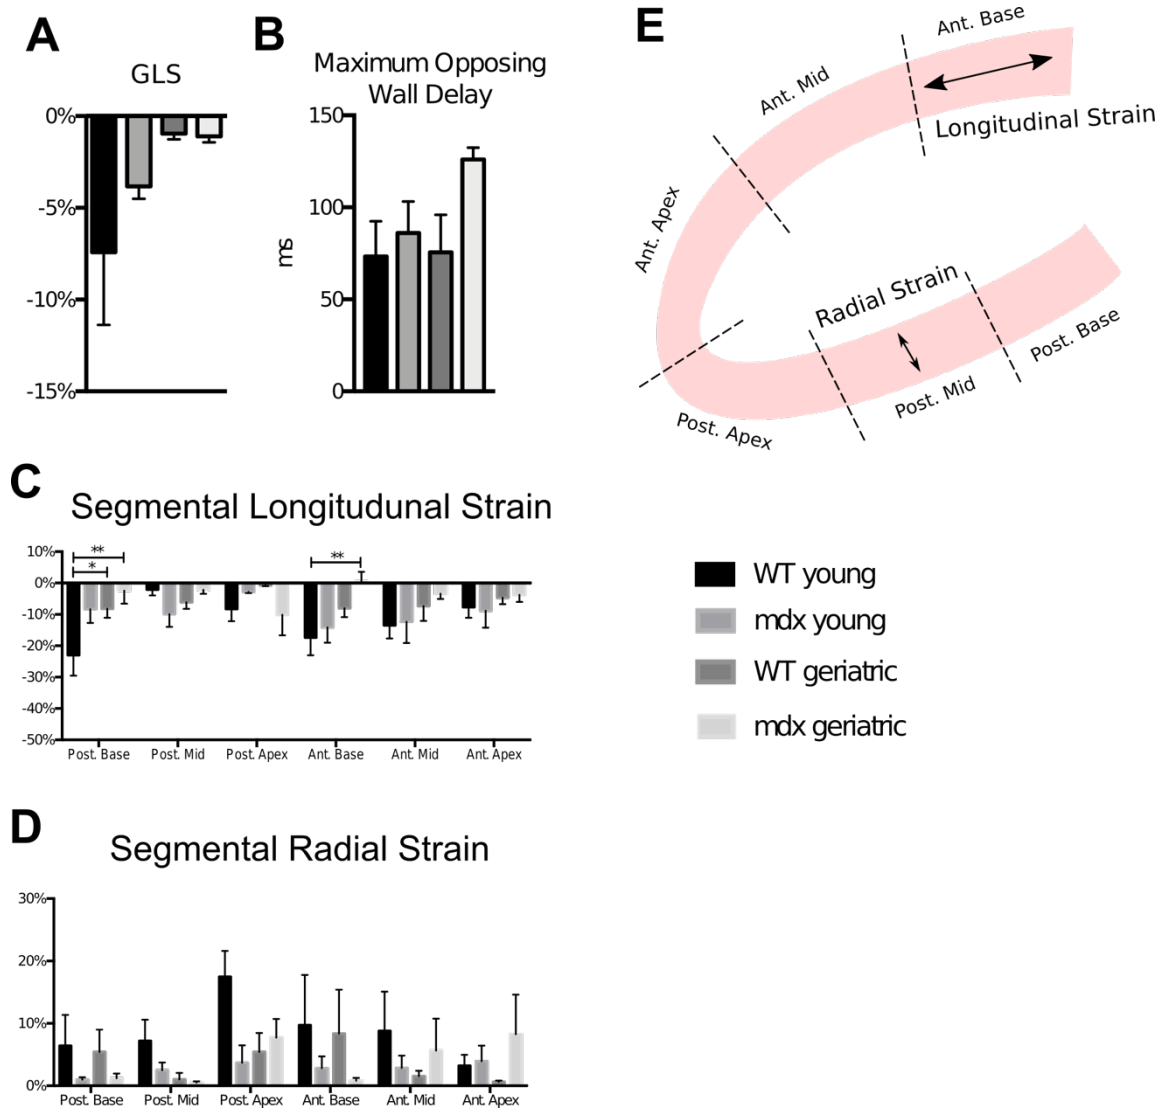 A
GLS
0%
-5%
-10%
-15%
B
Maximum Opposing
Wall Delay
150
100
50
0
ms
E
Ant. Base
Ant. Mid
Ant. Apex
Longitudinal Strain
Radial Strain
Post. Base
Post. Mid
Post. Apex
C
Segmental Longitudunal Strain
10%
0%
-10%
-20%
-30%
-40%
-50%
**
*
**
Post. Base
Post. Mid
Post. Apex
Ant. Base
Ant. Mid
Ant. Apex
WT young
mdx young
WT geriatric
mdx geriatric
D
Segmental Radial Strain
30%
20%
10%
0%
Post. Base
Post. Mid
Post. Apex
Ant. Base
Ant. Mid
Ant. Apex